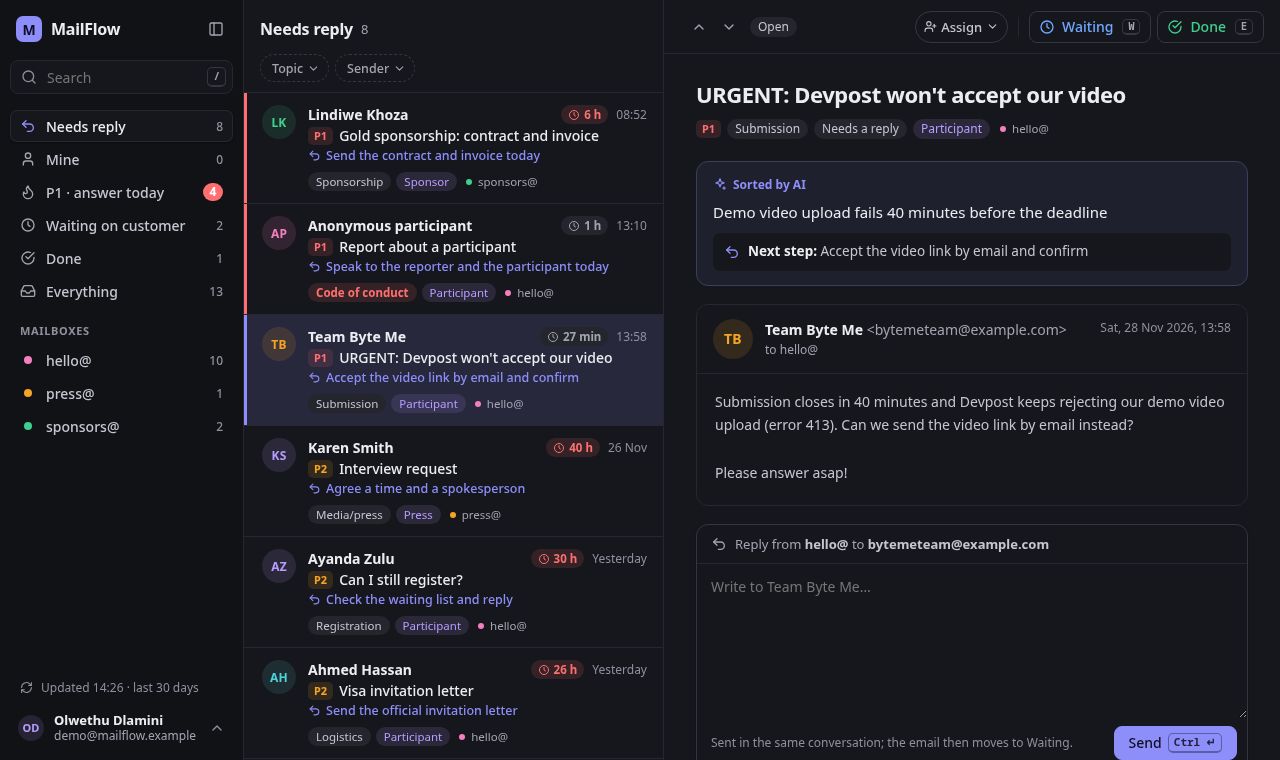 M MailFlow
Search /
Needs reply 8
Mine 0
P1 · answer today 4
Waiting on customer 2
Done 1
Everything 13
MAILBOXES
hello@ 10
press@ 2
sponsors@ 2
Updated 14:26 · last 30 days
OD Olwethu Dlamini
demo@mailflow.example
Needs reply 8
Topic Sender
LK Lindiwe Khoza 6 h 08:52
P1 Gold sponsorship: contract and invoice
Send the contract and invoice today
Sponsorship Sponsor sponsors@
AP Anonymous participant 1 h 13:10
P1 Report about a participant
Speak to the reporter and the participant today
Code of conduct Participant hello@
TB Team Byte Me 27 min 13:58
P1 URGENT: Devpost won't accept our video
Accept the video link by email and confirm
Submission Participant hello@
KS Karen Smith 40 h 26 Nov
P2 Interview request
Agree a time and a spokesperson
Media/press Press press@
AZ Ayanda Zulu 30 h Yesterday
P2 Can I still register?
Check the waiting list and reply
Registration Participant hello@
AH Ahmed Hassan 26 h Yesterday
P2 Visa invitation letter
Send the official invitation letter
Logistics Participant hello@
Open Assign Waiting W Done E
URGENT: Devpost won't accept our video
P1 Submission Needs a reply Participant hello@
Sorted by AI
Demo video upload fails 40 minutes before the deadline
Next step: Accept the video link by email and confirm
TB Team Byte Me <bytemeteam@example.com> Sat, 28 Nov 2026, 13:58
to hello@
Submission closes in 40 minutes and Devpost keeps rejecting our demo video
upload (error 413). Can we send the video link by email instead?
Please answer asap!
Reply from hello@ to bytemeteam@example.com
Write to Team Byte Me...
Sent in the same conversation; the email then moves to Waiting. Send Ctrl ↵